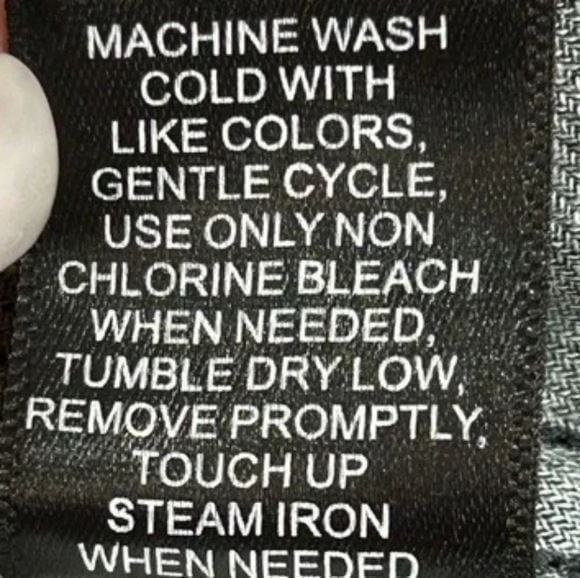 MACHINE WASH
COLD WITH
LIKE COLORS,
GENTLE CYCLE,
USE ONLY NON
CHLORINE BLEACH
WHEN NEEDED,
TUMBLE DRY LOW,
REMOVE PROMPTLY,
TOUCH UP
STEAM IRON
WHEN NEEDED